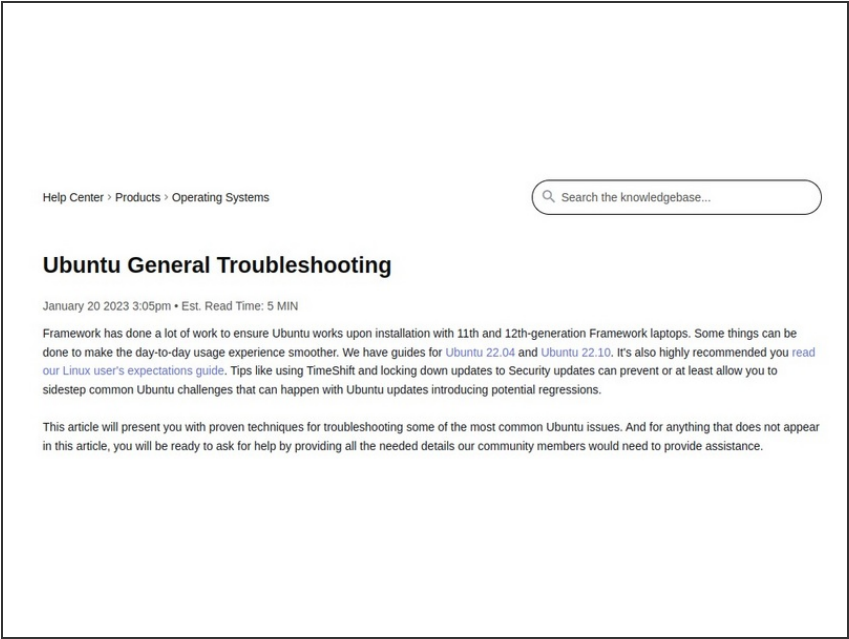 Help Center > Products > Operating Systems
Search the knowledgebase...
Ubuntu General Troubleshooting
January 20 2023 3:05pm • Est. Read Time: 5 MIN
Framework has done a lot of work to ensure Ubuntu works upon installation with 11th and 12th-generation Framework laptops. Some things can be
done to make the day-to-day usage experience smoother. We have guides for Ubuntu 22.04 and Ubuntu 22.10. It's also highly recommended you read
our Linux user's expectations guide. Tips like using TimeShift and locking down updates to Security updates can prevent or at least allow you to
sidestep common Ubuntu challenges that can happen with Ubuntu updates introducing potential regressions.
This article will present you with proven techniques for troubleshooting some of the most common Ubuntu issues. And for anything that does not appear
in this article, you will be ready to ask for help by providing all the needed details our community members would need to provide assistance.